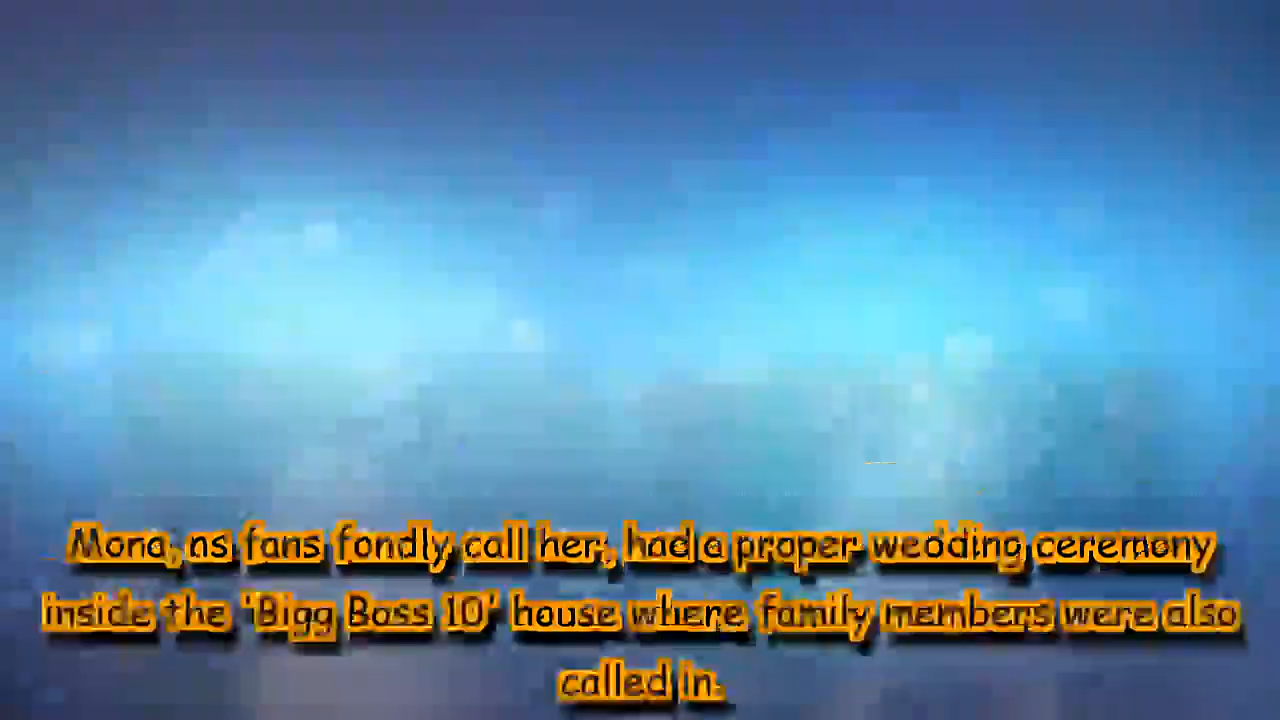 Mona, as fans fondly call her, had a proper wedding ceremony
inside the 'Bigg Boss 10' house where family members were also
called in.